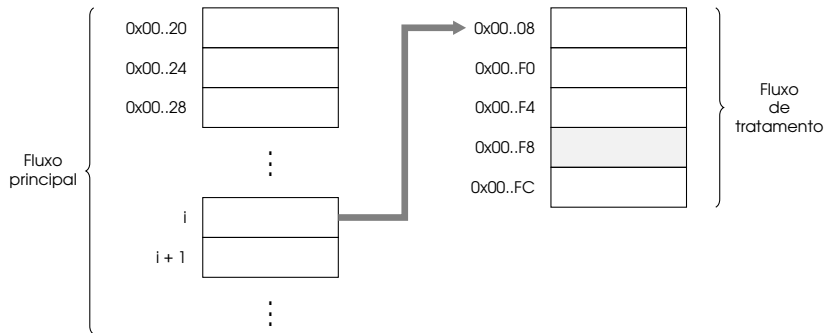 Fluxo
principal
0x00..20
0x00..24
0x00..28
i
i + 1
0x00..08
0x00..F0
0x00..F4
0x00..F8
0x00..FC
Fluxo
de
tratamento